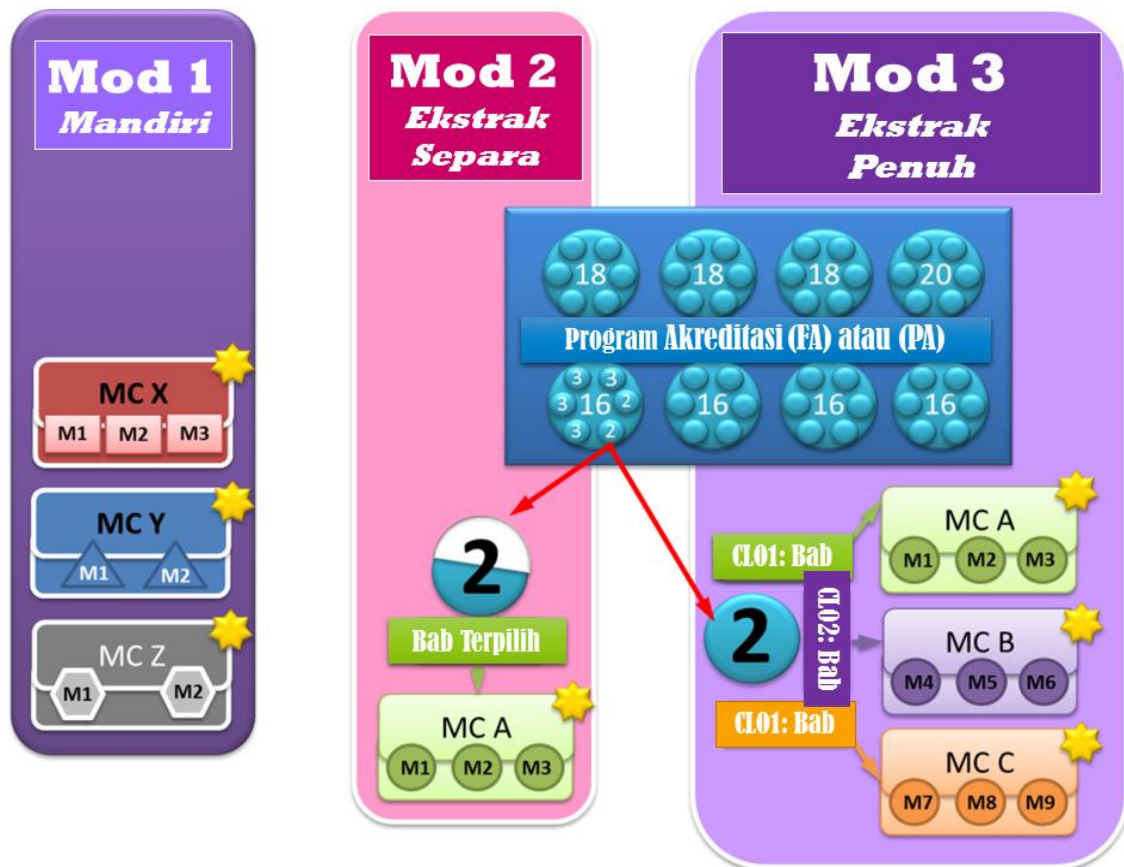 Mod 1
Mandiri
MC X
M1 M2 M3
MC Y
M1 M2
MC Z
M1 M2
Mod 2
Ekstrak
Separa
Mod 3
Ekstrak
Penuh
18 18 18 20
Program Akreditasi (FA) atau (PA)
3 3
3 16 2 16 16 16
3 2
2
Bab Terpilih
MC A
M1 M2 M3
2
CLO1: Bab
CLO2: Bab
CLO1: Bab
MC A
M1 M2 M3
MC B
M4 M5 M6
MC C
M7 M8 M9